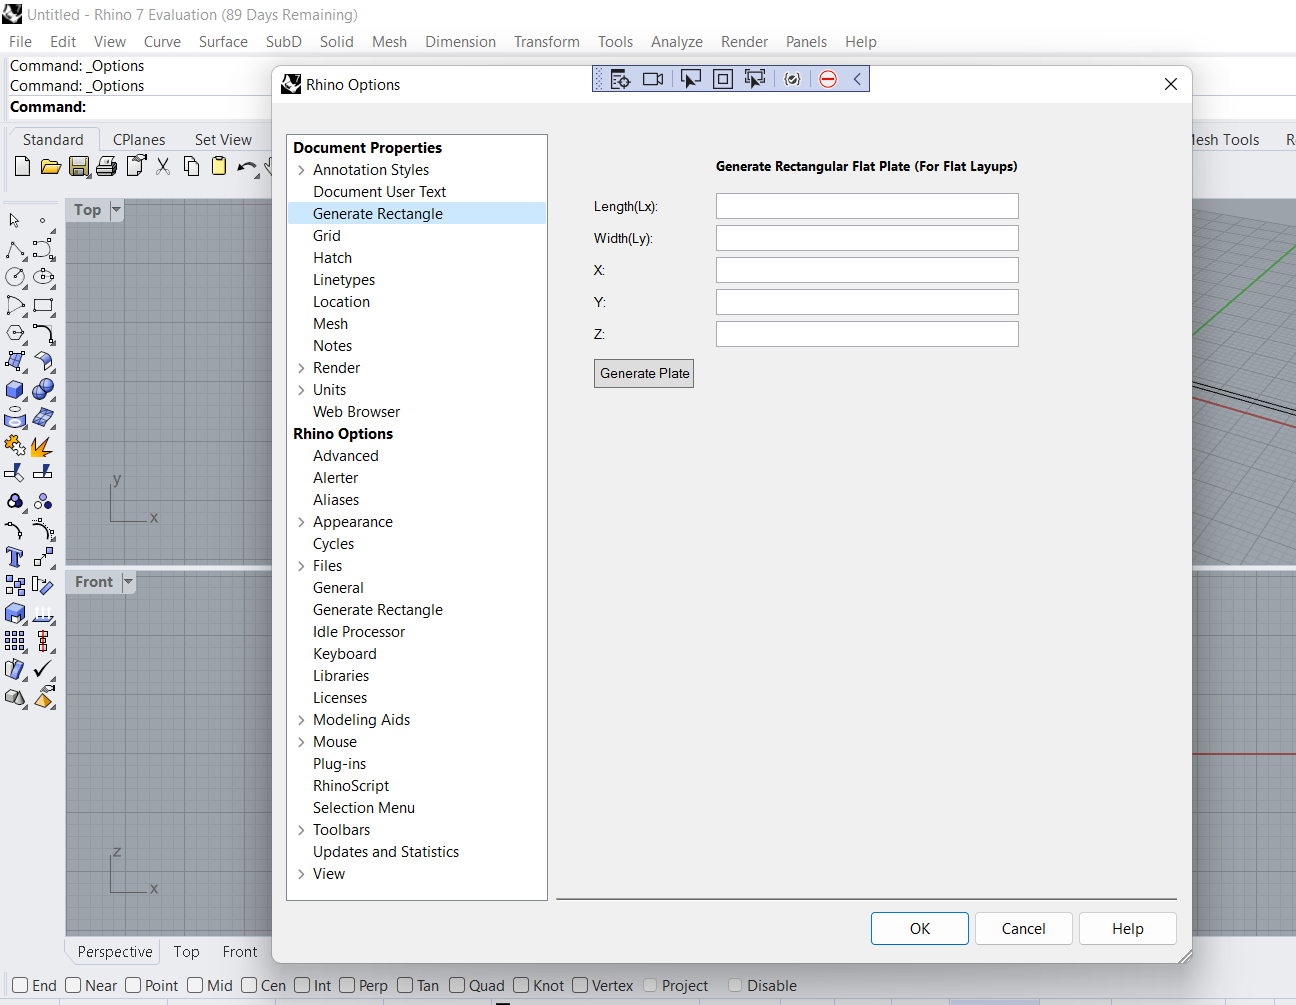 Untitled - Rhino 7 Evaluation (89 Days Remaining)
File Edit View Curve Surface SubD Solid Mesh Dimension Transform Tools Analyze Render Panels Help
Command: _Options
Command: _Options
Command:
Rhino Options
Standard CPlanes Set View
Mesh Tools
Top
Front
y
x
z
x
Document Properties
Annotation Styles
Document User Text
Generate Rectangle
Grid
Hatch
Linetypes
Location
Mesh
Notes
Render
Units
Web Browser
Rhino Options
Advanced
Alerter
Aliases
Appearance
Cycles
Files
General
Generate Rectangle
Idle Processor
Keyboard
Libraries
Licenses
Modeling Aids
Mouse
Plug-ins
RhinoScript
Selection Menu
Toolbars
Updates and Statistics
View
Generate Rectangular Flat Plate (For Flat Layups)
Length(Lx):
Width(Ly):
X:
Y:
Z:
Generate Plate
OK Cancel Help
Perspective Top Front
End Near Point Mid Cen Int Perp Tan Quad Knot Vertex Project Disable